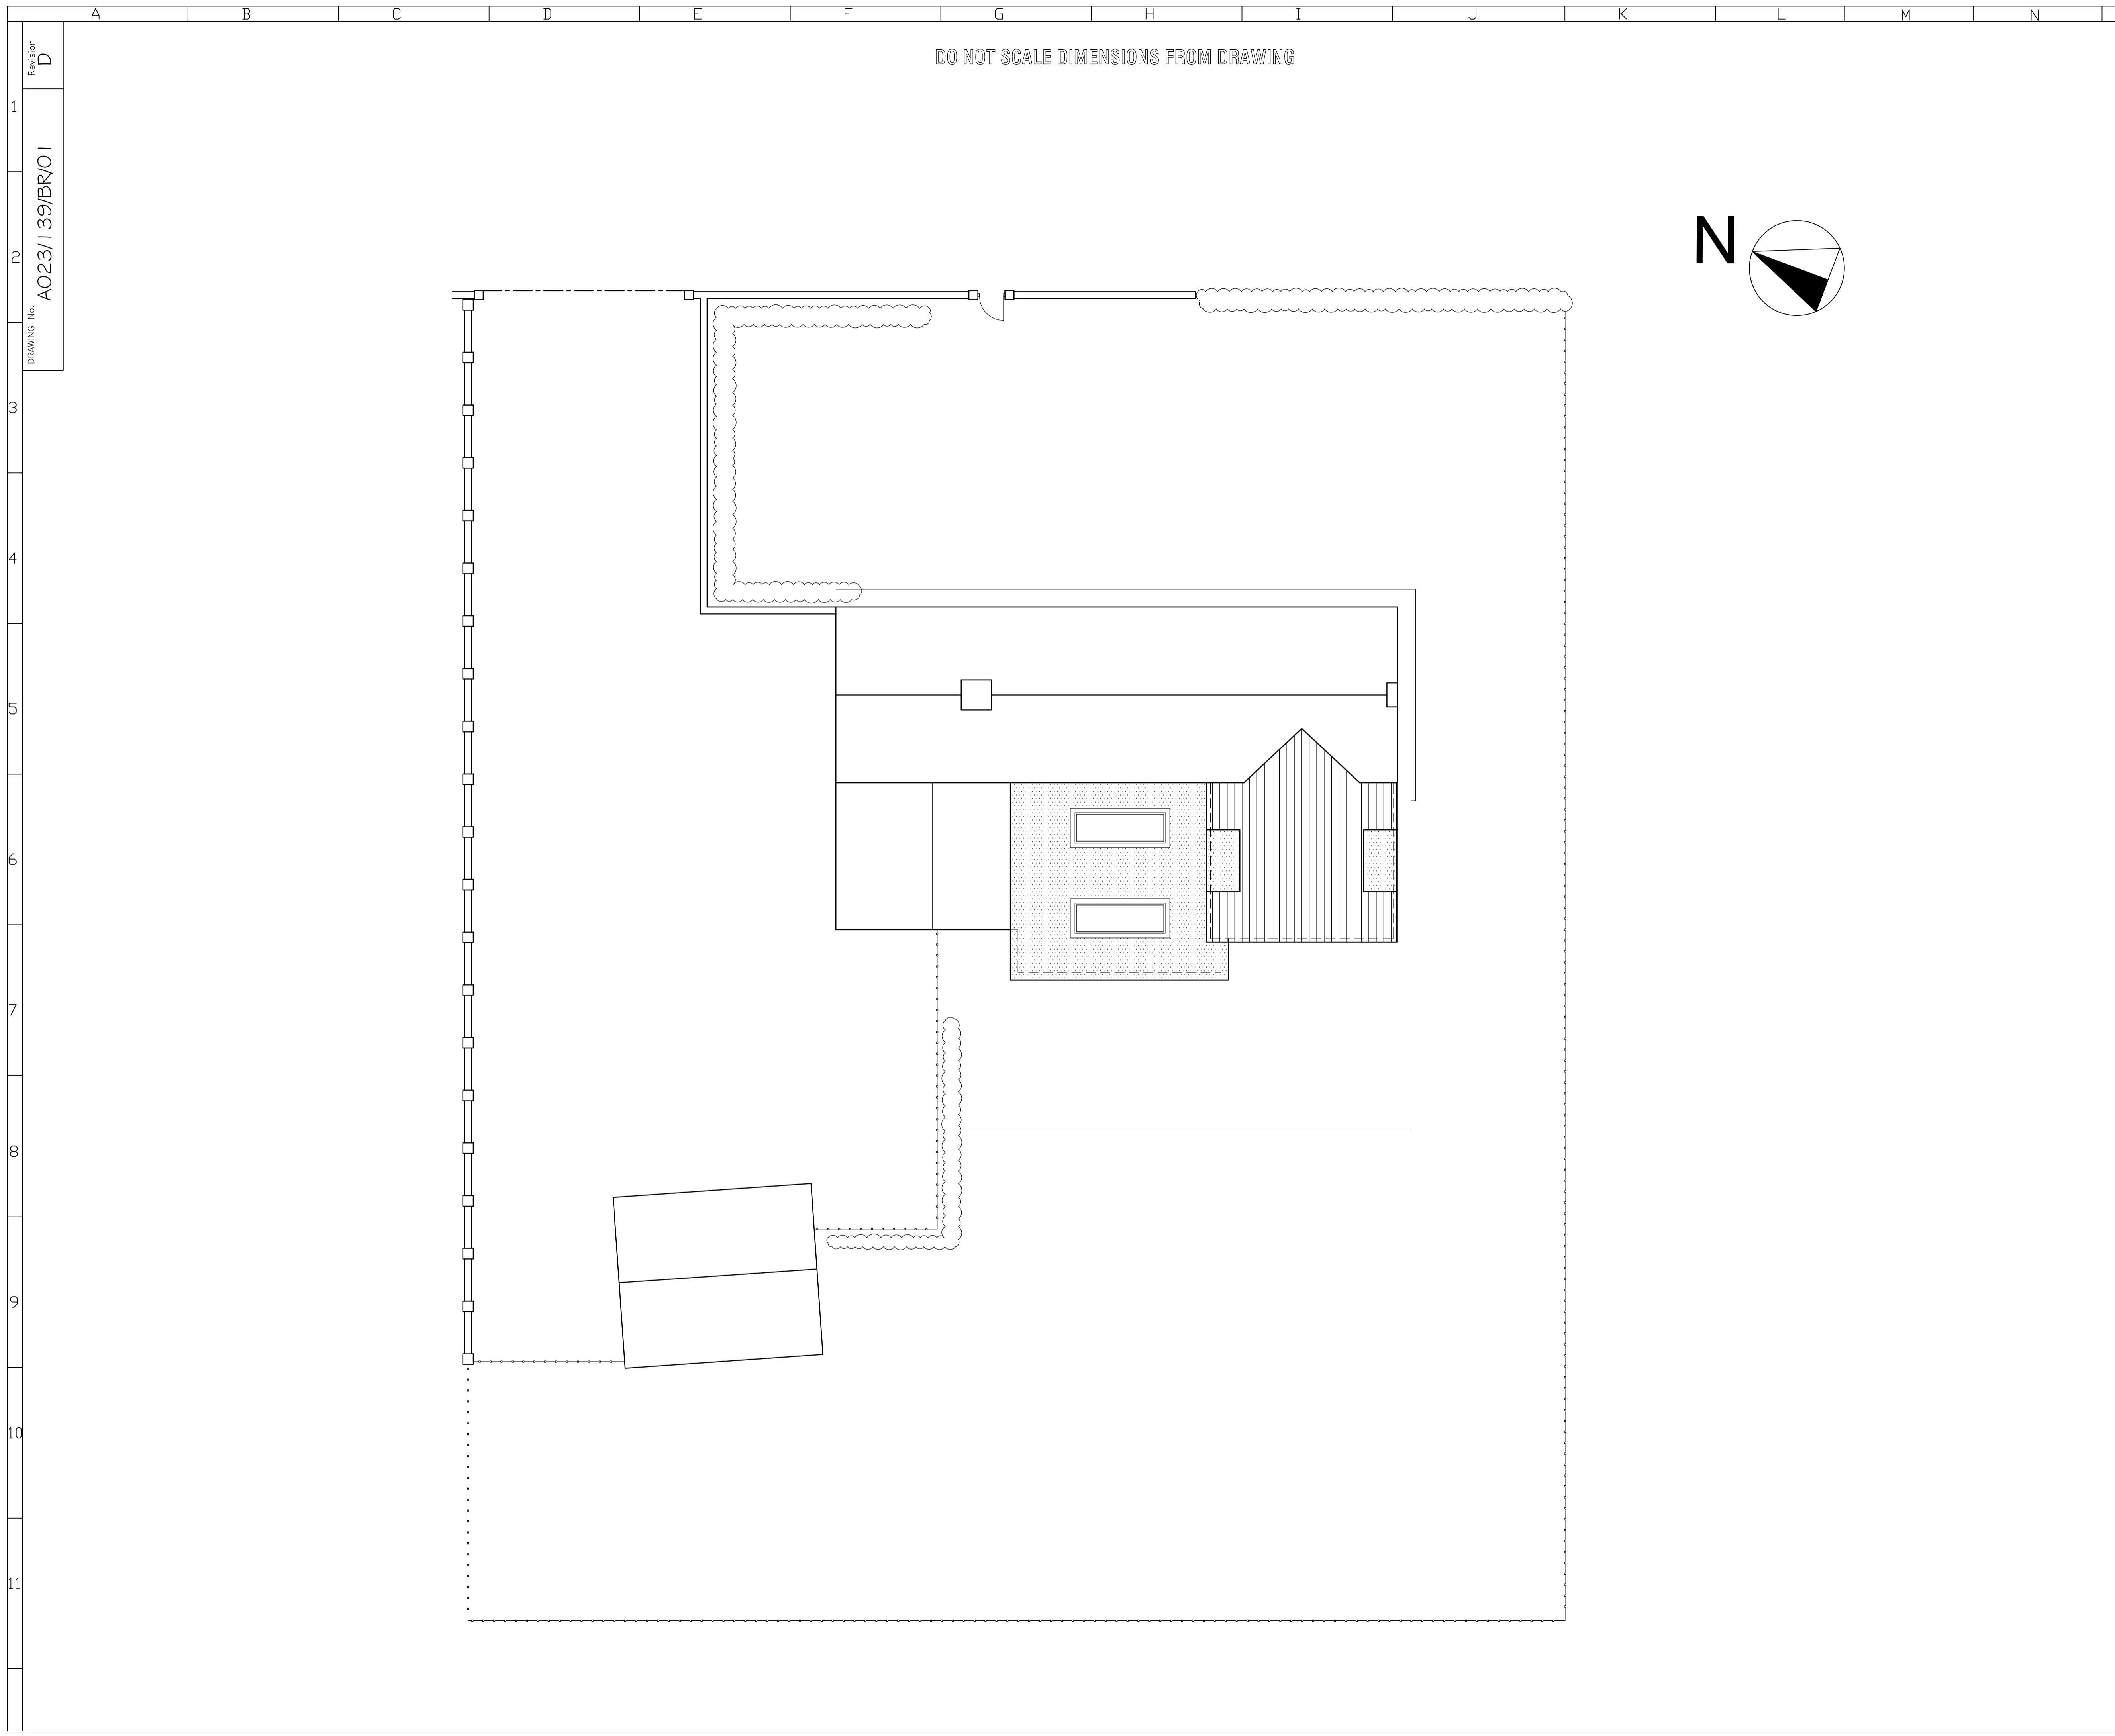 A B C D E F G H I J K L M N
DO NOT SCALE DIMENSIONS FROM DRAWING
Revision
D
DRAWING No.
A023/139/BR/01
N
1
2
3
4
5
6
7
8
9
10
11